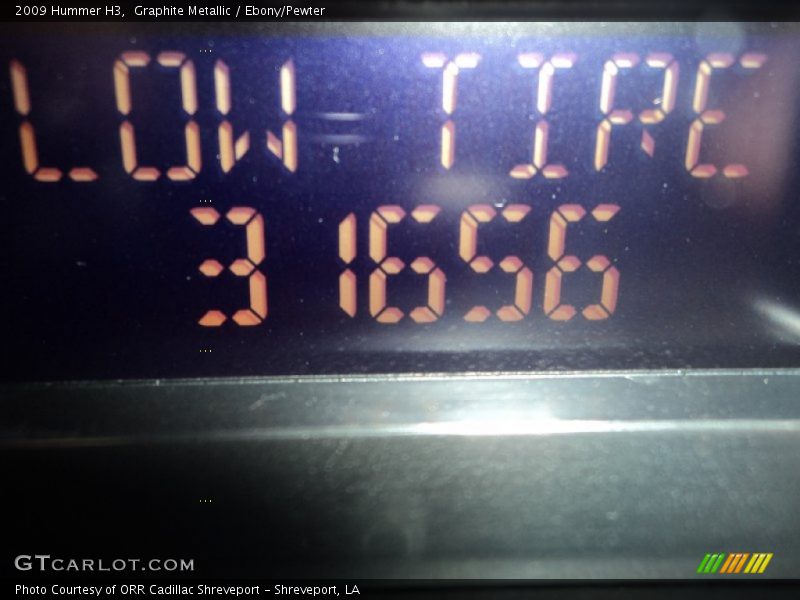 2009 Hummer H3,  Graphite Metallic / Ebony/Pewter
LOW TIRE
31656
GTCARLOT.COM
Photo Courtesy of ORR Cadillac Shreveport – Shreveport, LA